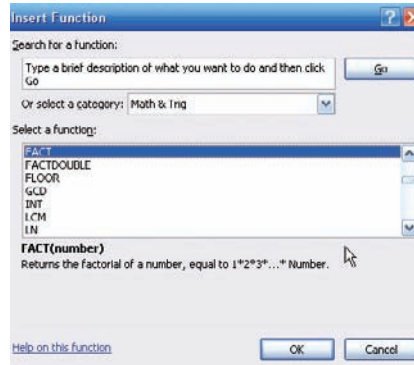 Insert Function
Search for a function:
Type a brief description of what you want to do and then click
Go
Go
Or select a category: Math & Trig
Select a function:
FACT
FACTDOUBLE
FLOOR
GCD
INT
LCM
LN
FACT(number)
Returns the factorial of a number, equal to 1*2*3*...* Number.
Help on this function
OK
Cancel